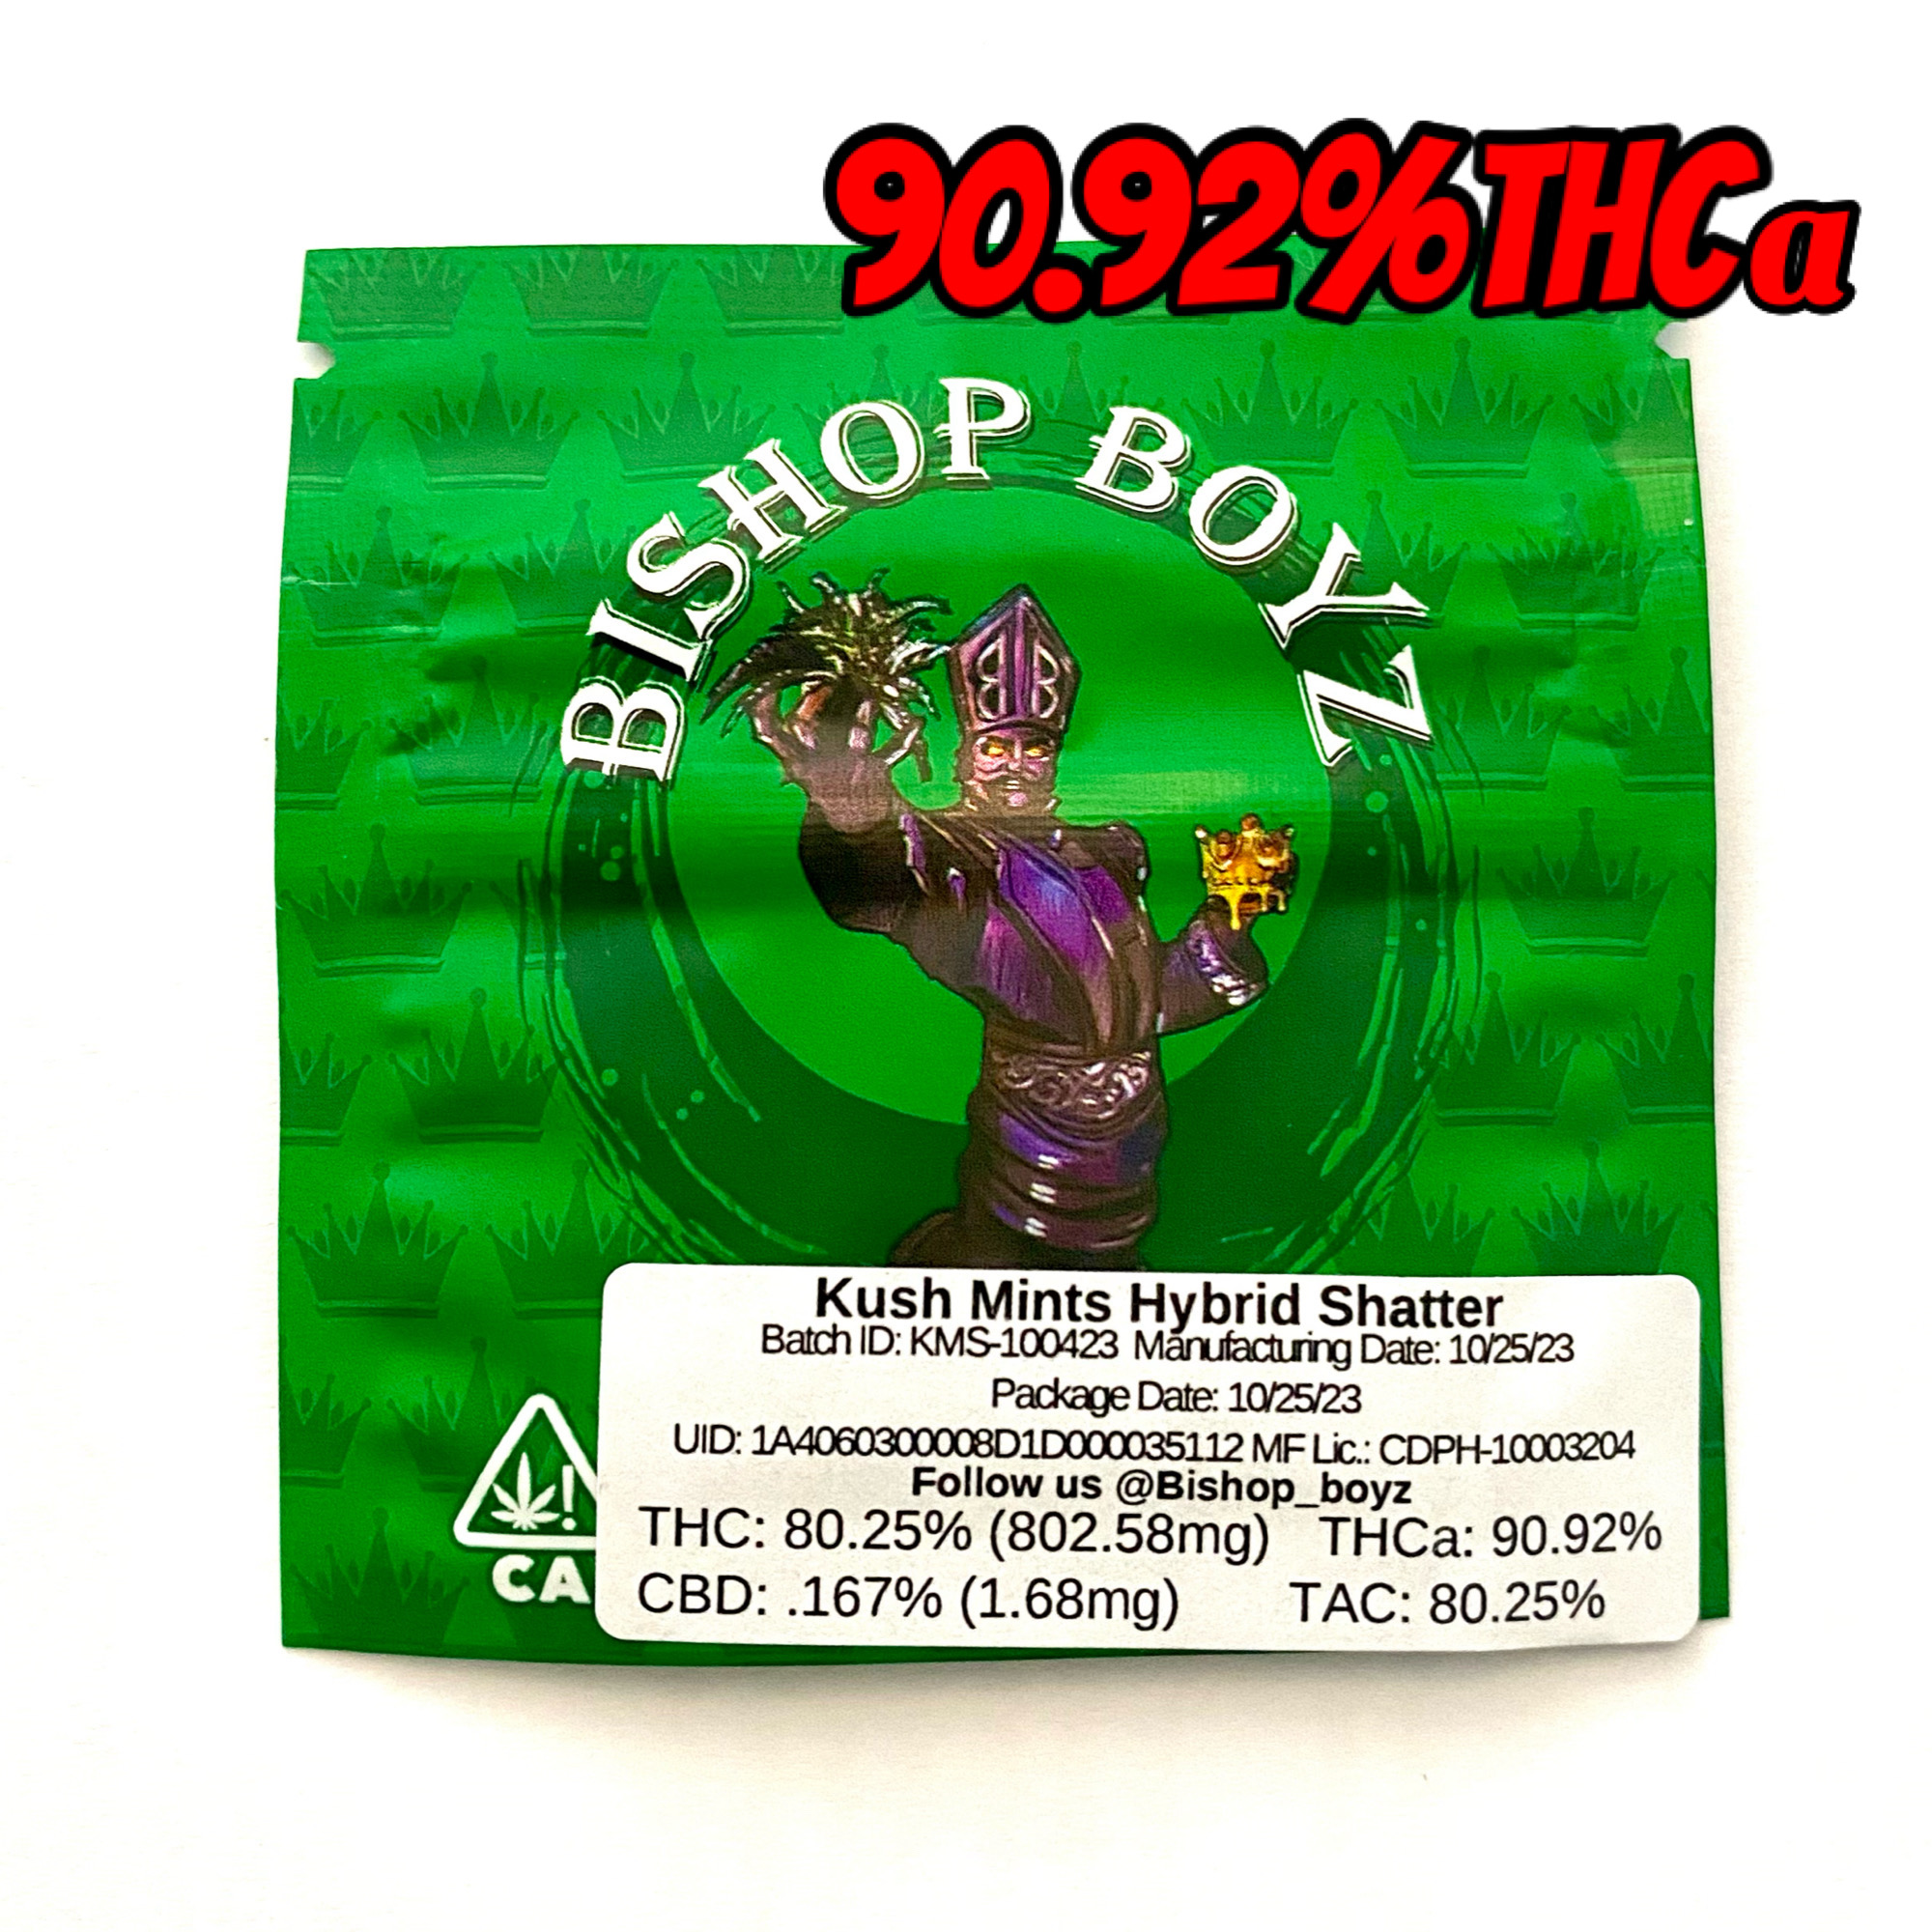 90.92%THCa
BISHOP BOYZ
BB
Kush Mints Hybrid Shatter
Batch ID: KMS-100423 Manufacturing Date: 10/25/23
Package Date: 10/25/23
UID: 1A4060300008D1D000035112 MF Lic.: CDPH-10003204
Follow us @Bishop_boyz
THC: 80.25% (802.58mg) THCa: 90.92%
CBD: .167% (1.68mg) TAC: 80.25%
!
CA